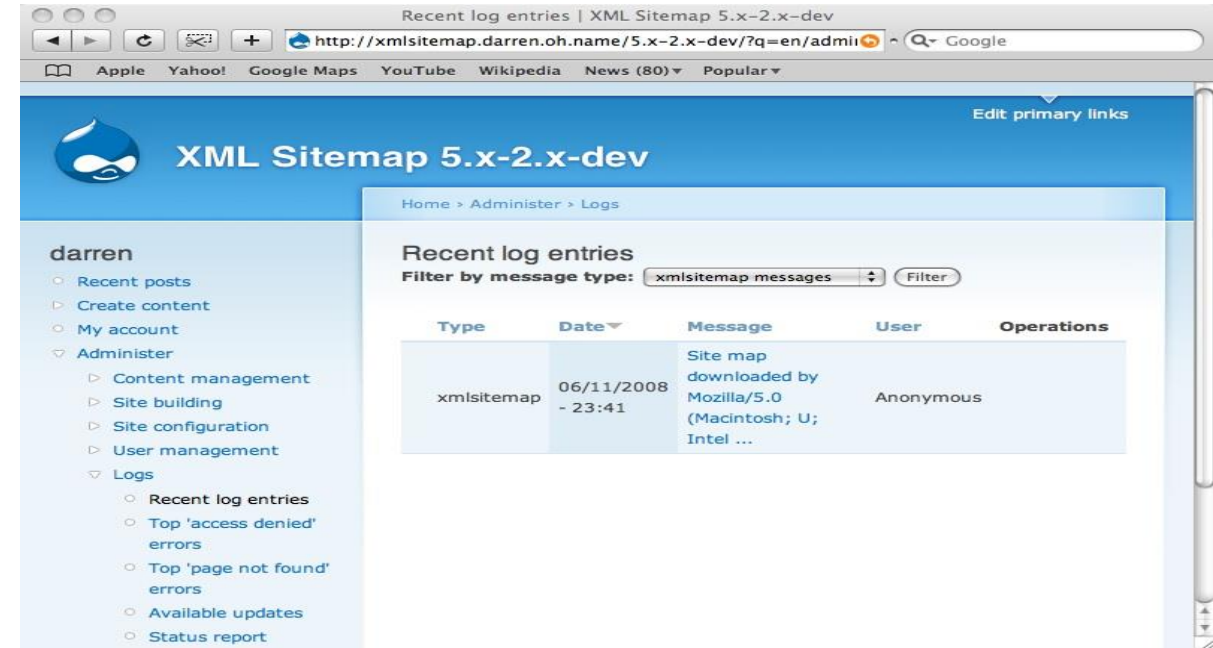 Recent log entries | XML Sitemap 5.x-2.x-dev
http://xmlsitemap.darren.oh.name/5.x-2.x-dev/?q=en/admi
Google
Apple Yahoo! Google Maps YouTube Wikipedia News (80) Popular
Edit primary links
XML Sitemap 5.x-2.x-dev
Home › Administer › Logs
darren
Recent posts
Create content
My account
Administer
Content management
Site building
Site configuration
User management
Logs
Recent log entries
Top 'access denied'
errors
Top 'page not found'
errors
Available updates
Status report
Recent log entries
Filter by message type: xmlsitemap messages Filter
Type Date Message User Operations
xmlsitemap
06/11/2008
- 23:41
Site map
downloaded by
Mozilla/5.0
(Macintosh; U;
Intel ...
Anonymous